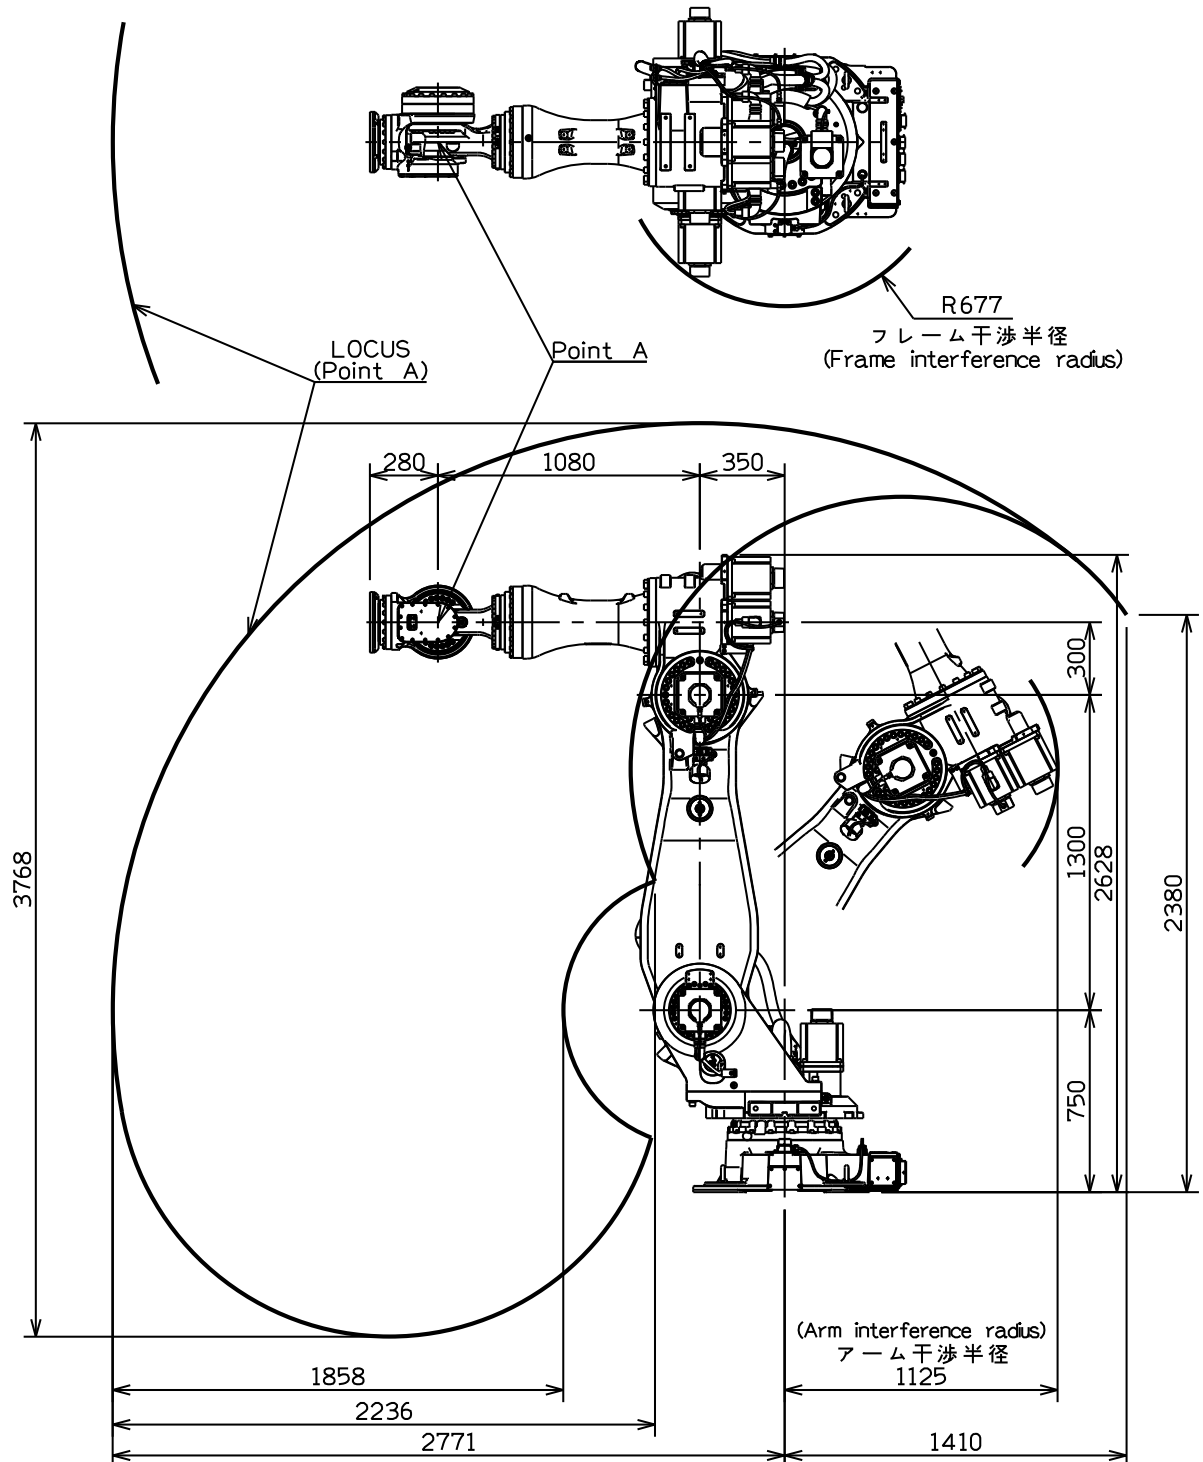 R677
フレーム干渉半径
(Frame interference radius)
LOCUS
(Point A)
Point A
280
1080
350
300
1300
2628
2380
3768
750
(Arm interference radius)
アーム干渉半径
1125
1858
2236
2771
1410